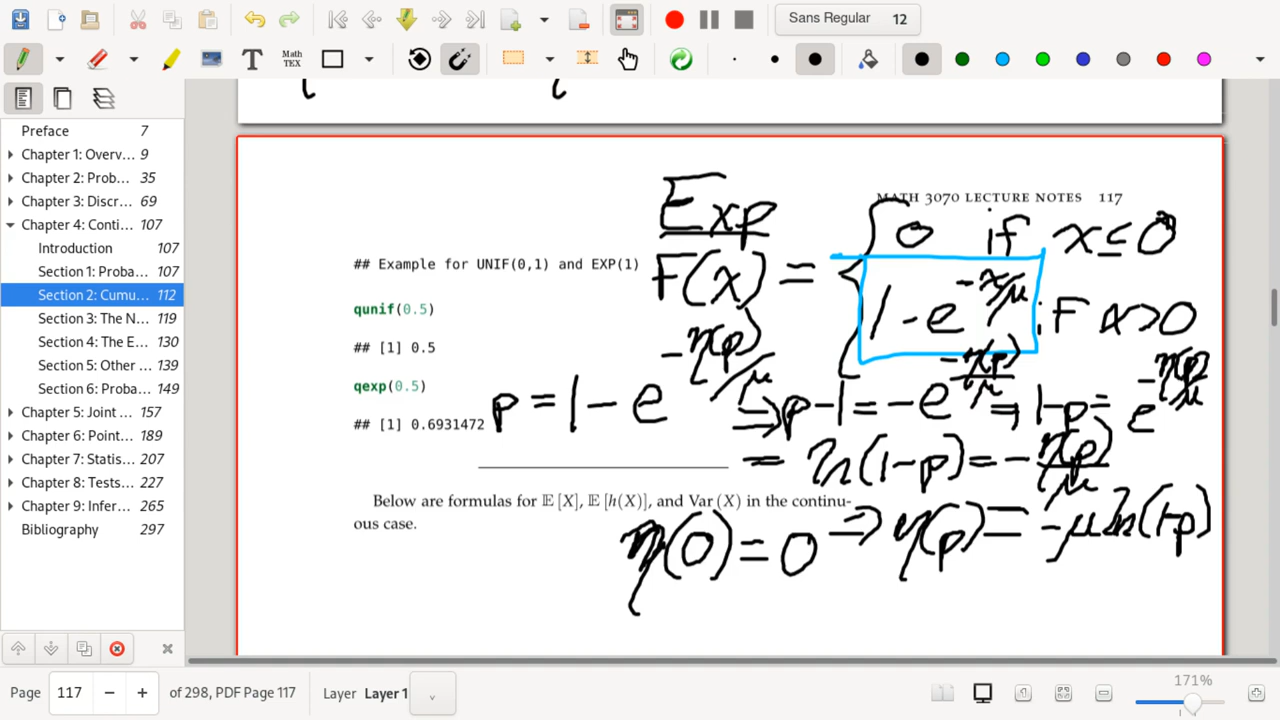 Sans Regular 12
T Math TEX
Preface 7
Chapter 1: Overv... 9
Chapter 2: Prob... 35
Chapter 3: Discr... 69
Chapter 4: Conti... 107
Introduction 107
Section 1: Proba... 107
Section 2: Cumu... 112
Section 3: The N... 119
Section 4: The E... 130
Section 5: Other ... 139
Section 6: Proba... 149
Chapter 5: Joint ... 157
Chapter 6: Point... 189
Chapter 7: Statis... 207
Chapter 8: Tests... 227
Chapter 9: Infer... 265
Bibliography 297
MATH 3070 LECTURE NOTES 117
Exp
F(x) = { 0 if x ≤ 0
1 - e^{-x/μ} if x > 0
## Example for UNIF(0,1) and EXP(1)
qunif(0.5)
## [1] 0.5
qexp(0.5)
## [1] 0.6931472
p = 1 - e^{-η(p)/μ} ⇒ p - 1 = -e^{-η(p)/μ} ⇒ 1-p = e^{-η(p)/μ}
= ln(1-p) = -η(p)/μ
Below are formulas for 𝔼 [X], 𝔼 [h(X)], and Var (X) in the continu-
ous case.
η(0) = 0 ⇒ η(p) = -μ ln(1-p)
Page 117 of 298, PDF Page 117 Layer Layer 1 171%